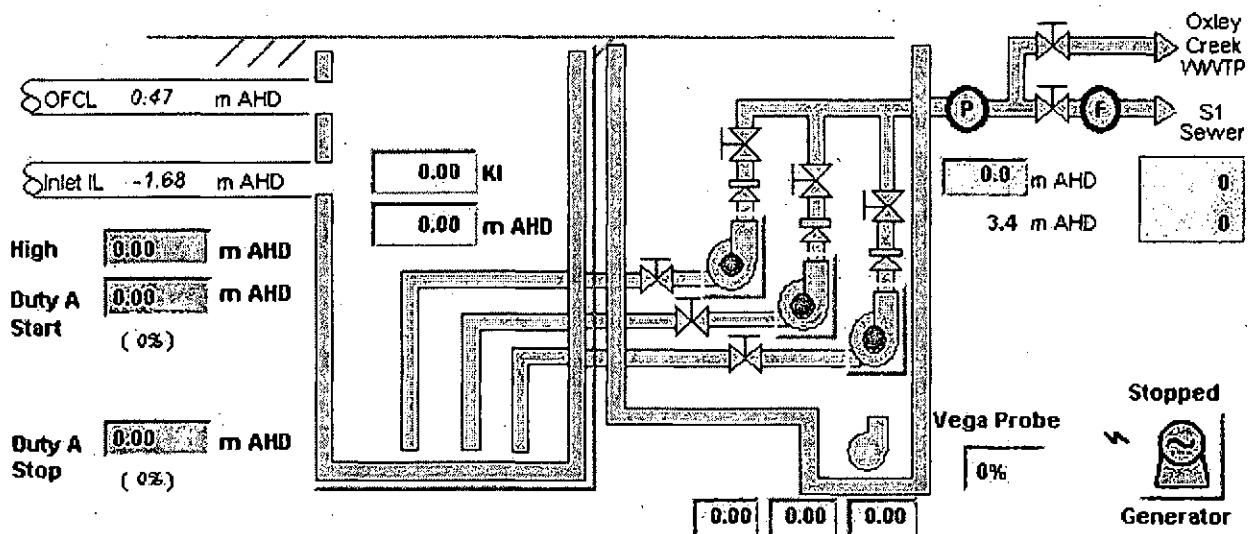 Oxley
Creek
WWTP
OFCL 0.47 m AHD
P
F
S1
Sewer
Inlet IL -1.68 m AHD
0.00 Kl
0.00 m AHD
0.0 m AHD
0
3.4 m AHD
0
High 0.00 m AHD
Duty A
Start
0.00 m AHD
(0%)
Duty A
Stop
0.00 m AHD
(0%)
Vega Probe
0%
Stopped
Generator
0.00 0.00 0.00